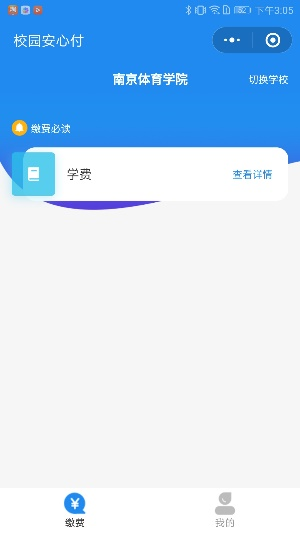 下午3:05
校园安心付
南京体育学院
切换学校
缴费必读
学费
查看详情
¥
缴费
我的